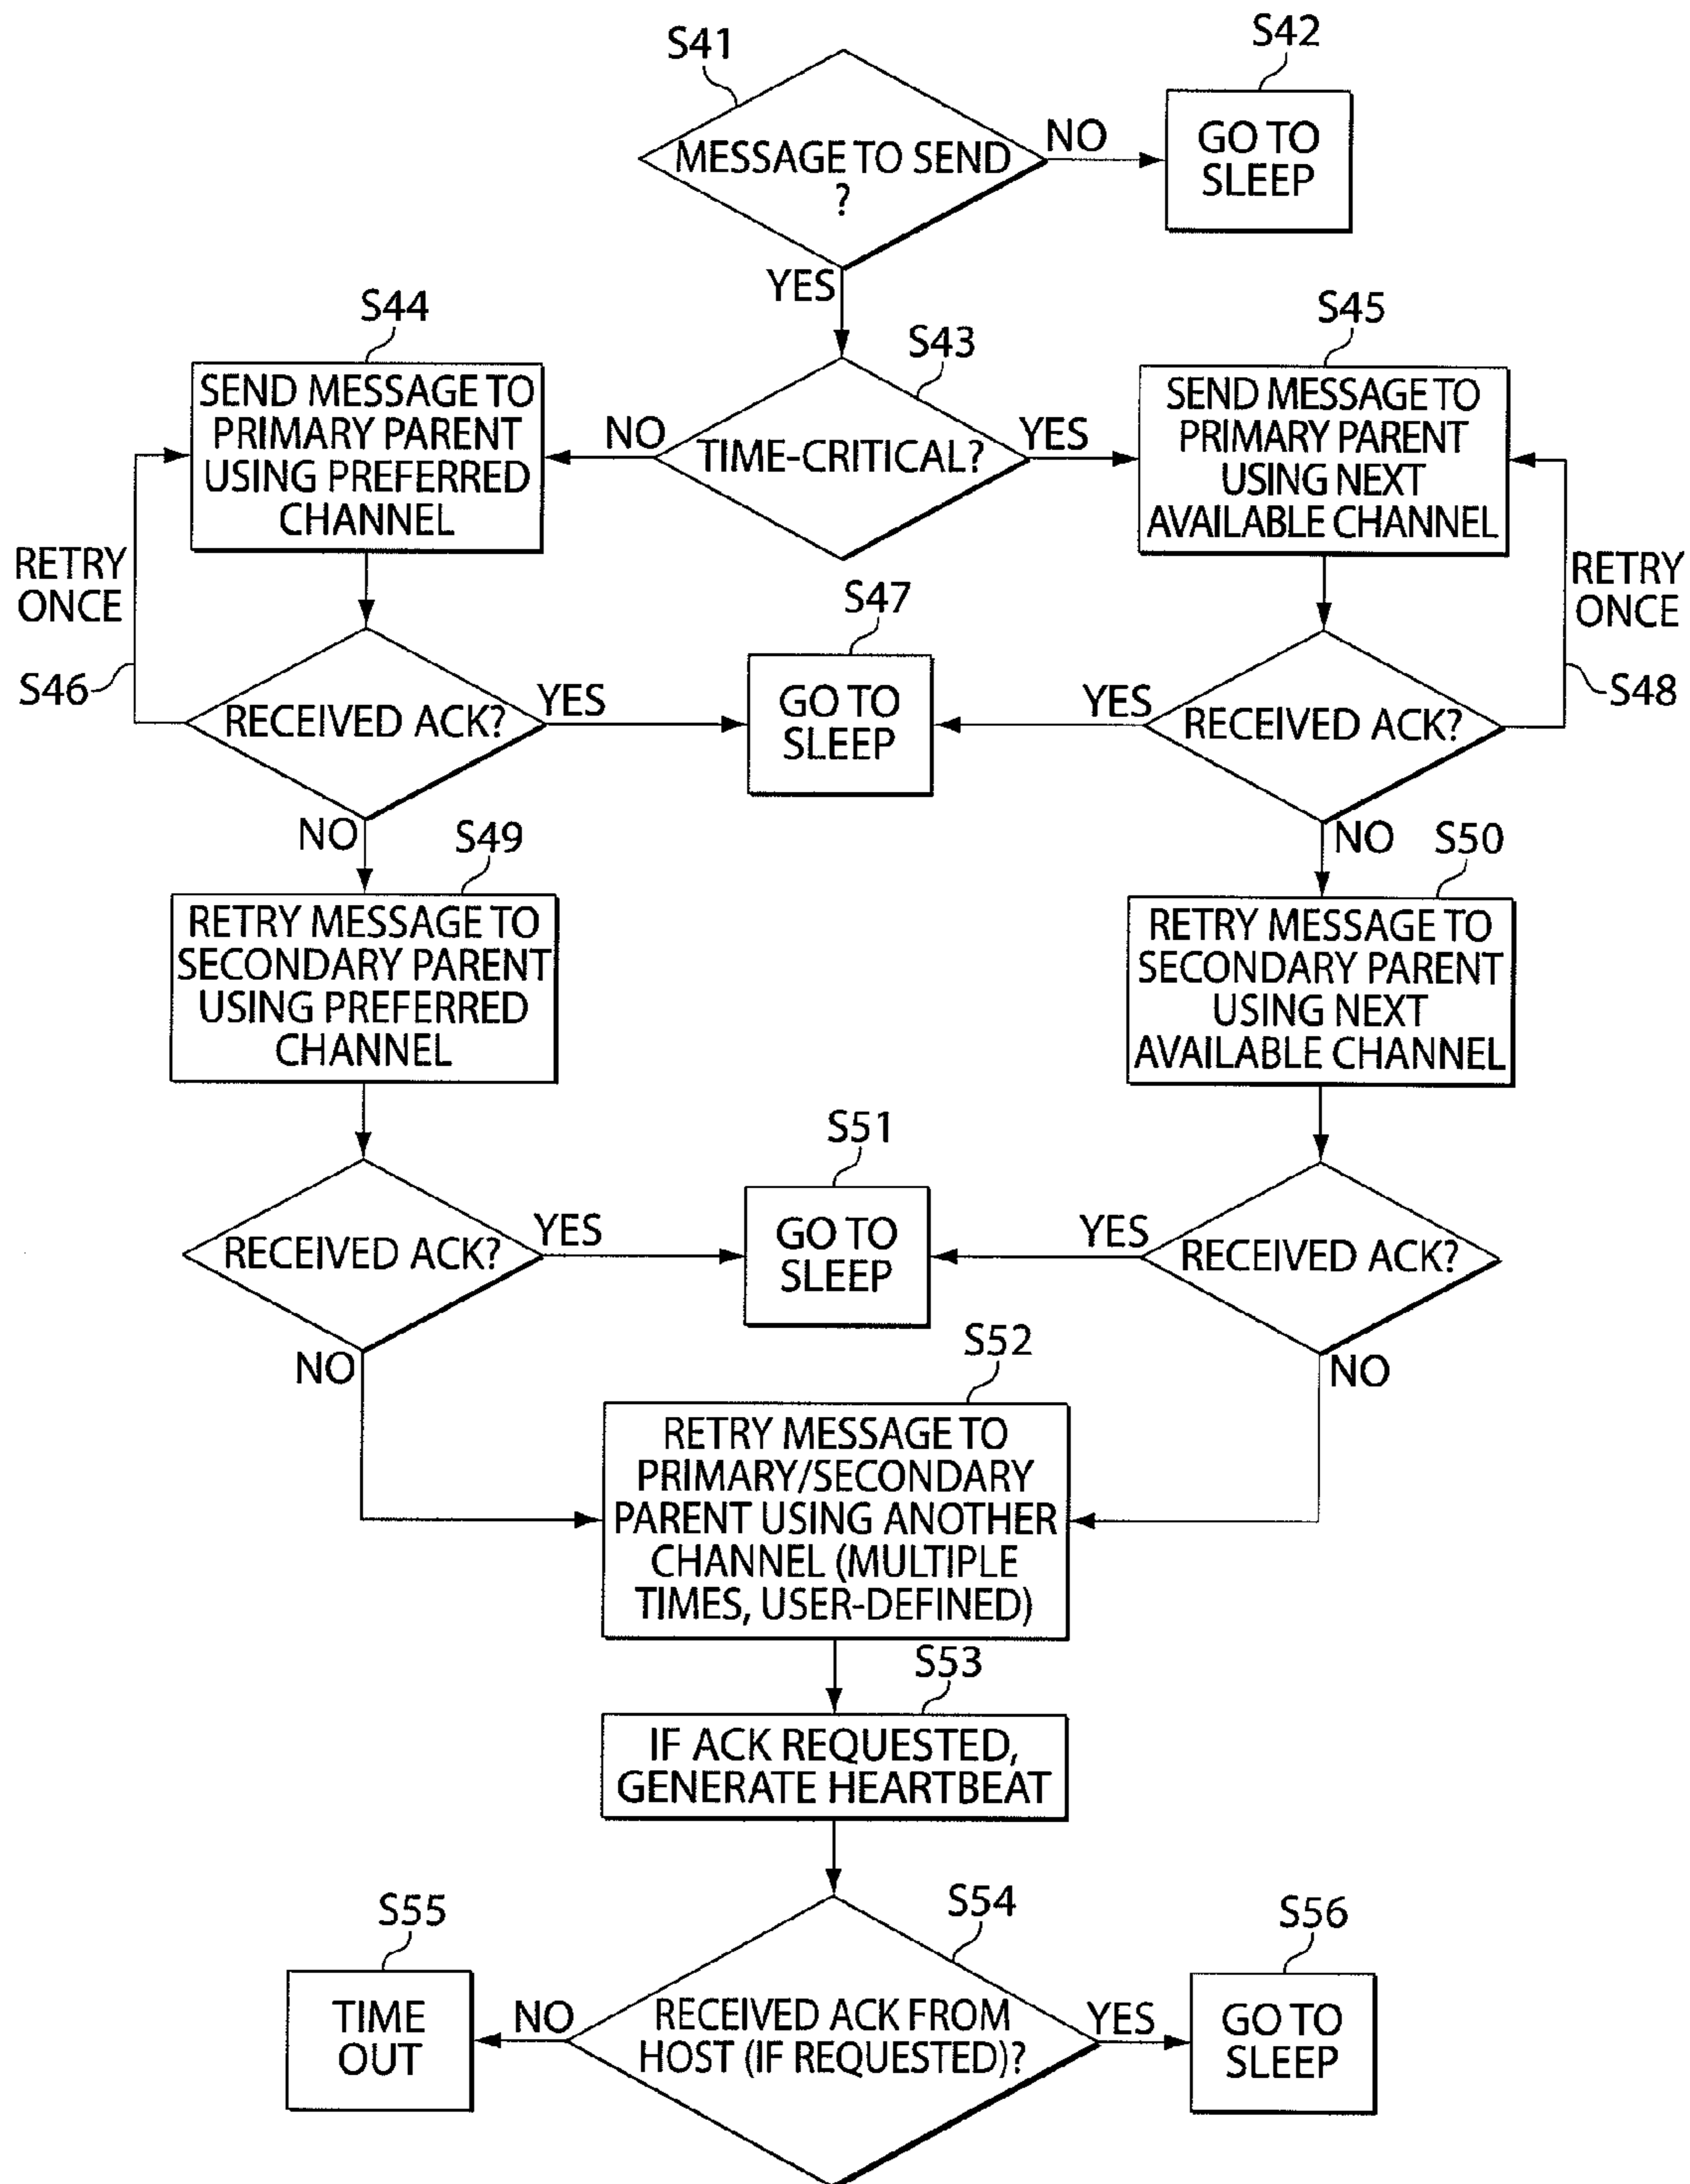 S41
S42
MESSAGE TO SEND
?
NO
GO TO
SLEEP
YES
S44
S43
S45
SEND MESSAGE TO
PRIMARY PARENT
USING PREFERRED
CHANNEL
NO
TIME-CRITICAL?
YES
SEND MESSAGE TO
PRIMARY PARENT
USING NEXT
AVAILABLE CHANNEL
RETRY
ONCE
RETRY
ONCE
S47
S46
RECEIVED ACK?
YES
GO TO
SLEEP
YES
RECEIVED ACK?
S48
NO
S49
NO
S50
RETRY MESSAGE TO
SECONDARY PARENT
USING PREFERRED
CHANNEL
RETRY MESSAGE TO
SECONDARY PARENT
USING NEXT
AVAILABLE CHANNEL
S51
RECEIVED ACK?
YES
GO TO
SLEEP
YES
RECEIVED ACK?
NO
S52
NO
RETRY MESSAGE TO
PRIMARY/SECONDARY
PARENT USING ANOTHER
CHANNEL (MULTIPLE
TIMES, USER-DEFINED)
S53
IF ACK REQUESTED,
GENERATE HEARTBEAT
S55
S54
S56
TIME
OUT
NO
RECEIVED ACK FROM
HOST (IF REQUESTED)?
YES
GO TO
SLEEP